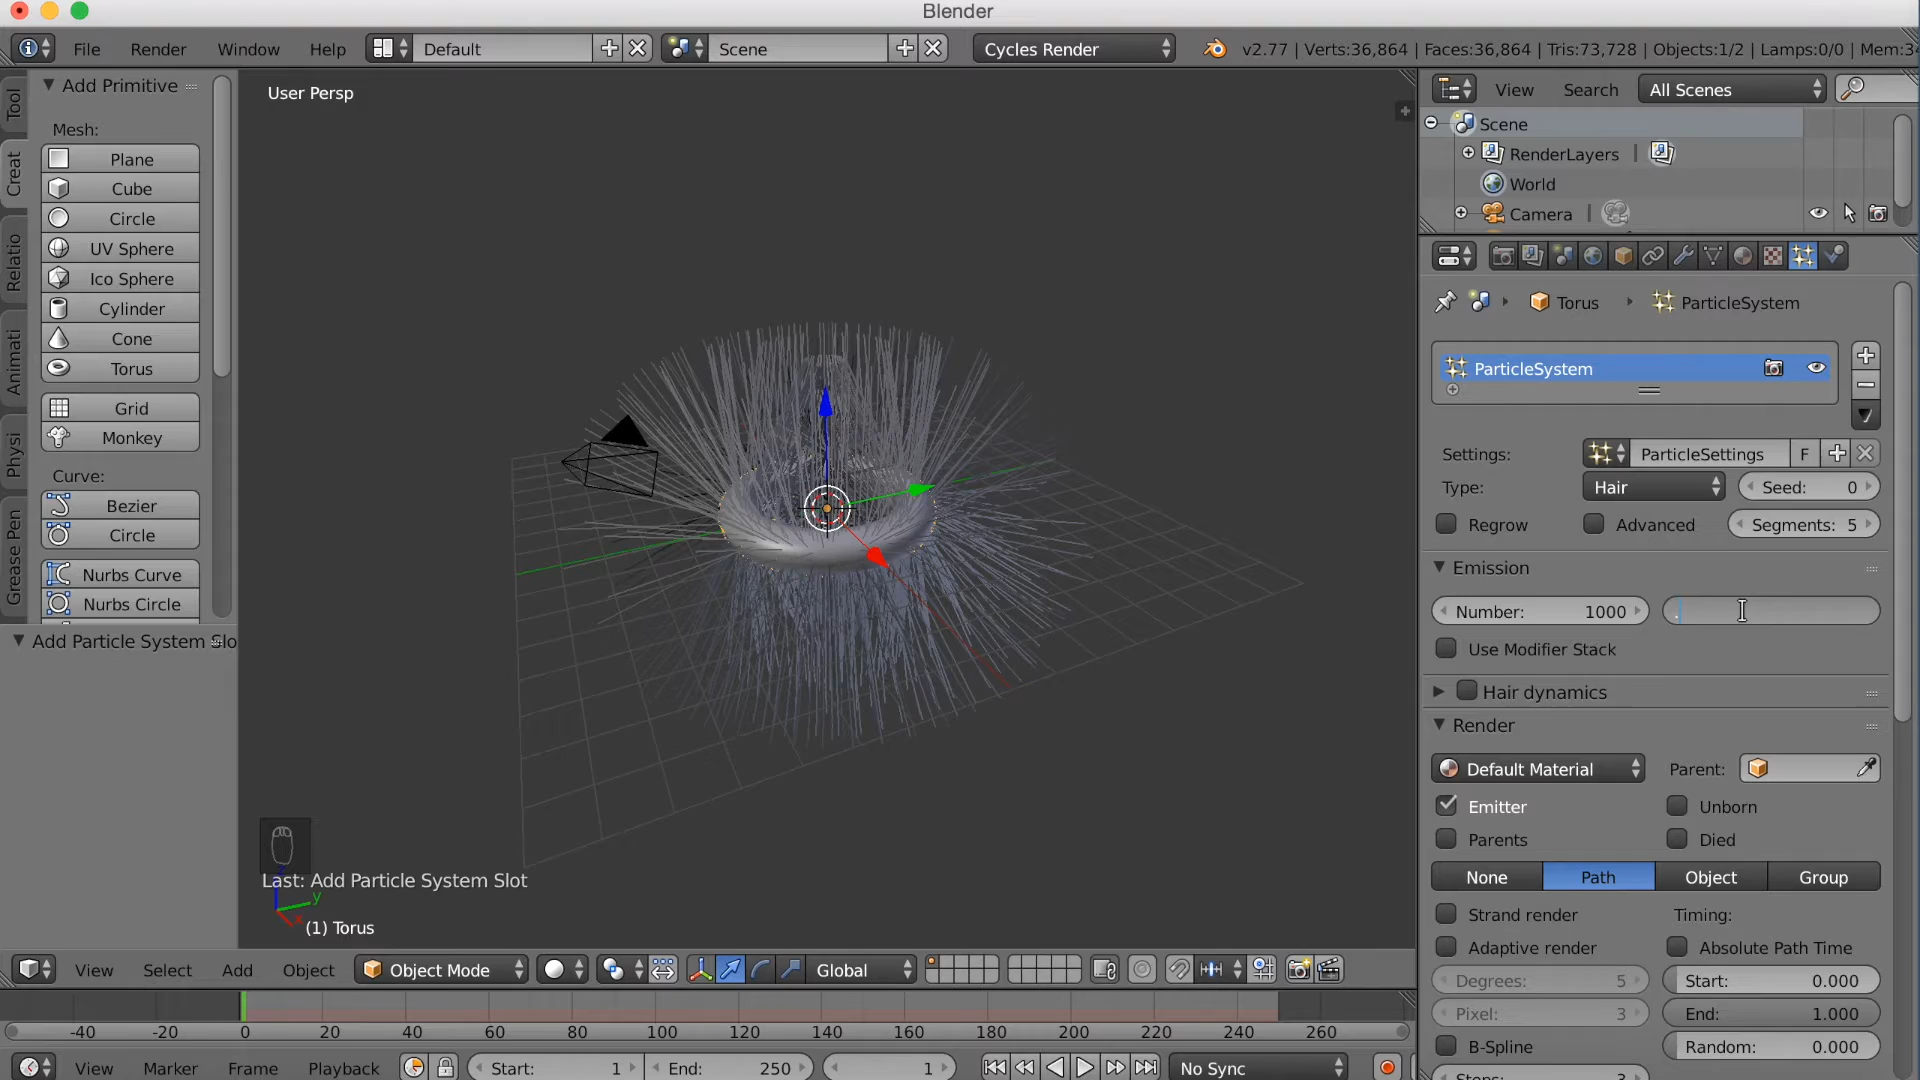 Blender
File Render Window Help Default Scene Cycles Render v2.77 | Verts:36,864 | Faces:36,864 | Tris:73,728 | Objects:1/2 | Lamps:0/0 | Mem:3
Tool
Creat
Relatio
Animati
Physi
Grease Pen
Add Primitive
Mesh:
Plane
Cube
Circle
UV Sphere
Ico Sphere
Cylinder
Cone
Torus
Grid
Monkey
Curve:
Bezier
Circle
Nurbs Curve
Nurbs Circle
Add Particle System Slo
User Persp
z
y
x
Last: Add Particle System Slot
(1) Torus
View Search All Scenes
Scene
RenderLayers |
World
Camera |
Torus ParticleSystem
ParticleSystem
Settings: ParticleSettings F
Type: Hair Seed: 0
Regrow Advanced Segments: 5
Emission
Number: 1000 .
Use Modifier Stack
Hair dynamics
Render
Default Material Parent:
Emitter Unborn
Parents Died
None Path Object Group
Strand render Timing:
Adaptive render Absolute Path Time
Degrees: 5 Start: 0.000
Pixel: 3 End: 1.000
B-Spline Random: 0.000
Steps: 3
View Select Add Object Object Mode Global
-40 -20 0 20 40 60 80 100 120 140 160 180 200 220 240 260
View Marker Frame Playback Start: 1 End: 250 1 No Sync